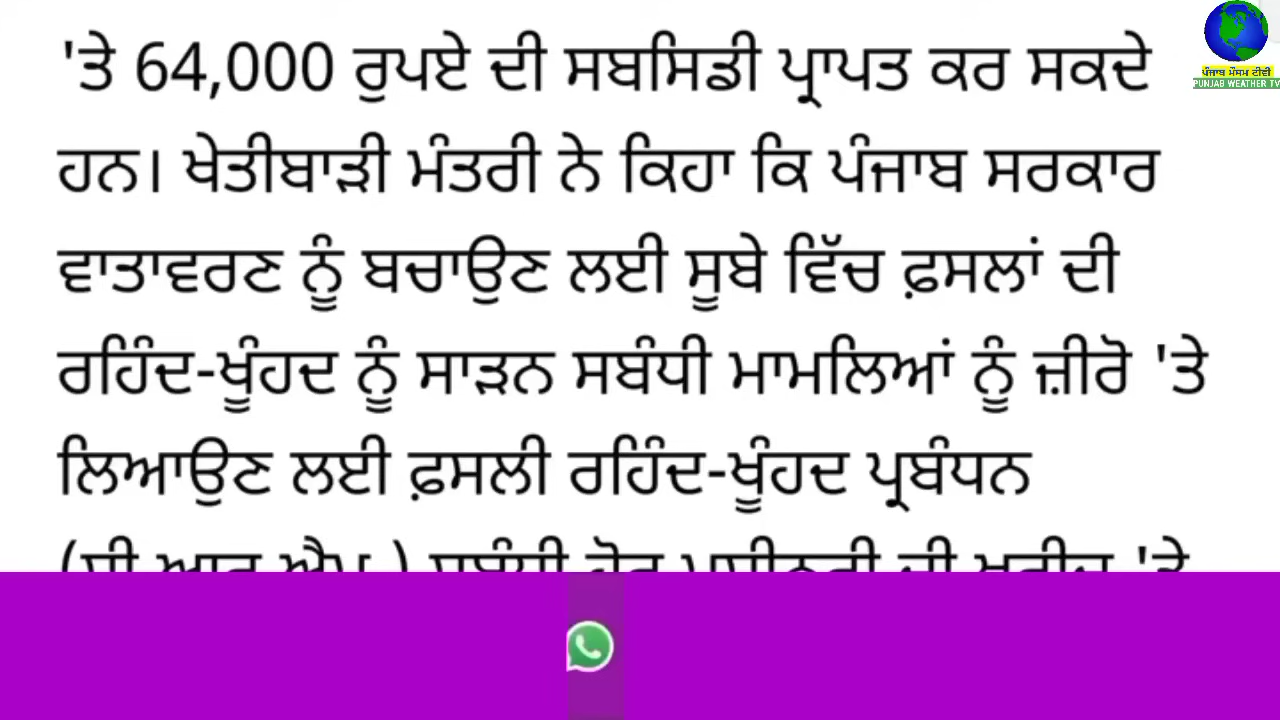 'ਤੇ 64,000 ਰੁਪਏ ਦੀ ਸਬਸਿਡੀ ਪ੍ਰਾਪਤ ਕਰ ਸਕਦੇ
ਹਨ। ਖੇਤੀਬਾੜੀ ਮੰਤਰੀ ਨੇ ਕਿਹਾ ਕਿ ਪੰਜਾਬ ਸਰਕਾਰ
ਵਾਤਾਵਰਣ ਨੂੰ ਬਚਾਉਣ ਲਈ ਸੂਬੇ ਵਿੱਚ ਫ਼ਸਲਾਂ ਦੀ
ਰਹਿੰਦ-ਖੂੰਹਦ ਨੂੰ ਸਾੜਨ ਸਬੰਧੀ ਮਾਮਲਿਆਂ ਨੂੰ ਜ਼ੀਰੋ 'ਤੇ
ਲਿਆਉਣ ਲਈ ਫ਼ਸਲੀ ਰਹਿੰਦ-ਖੂੰਹਦ ਪ੍ਰਬੰਧਨ
ਪੰਜਾਬ ਮੌਸਮ ਟੀਵੀ
PUNJAB WEATHER TV